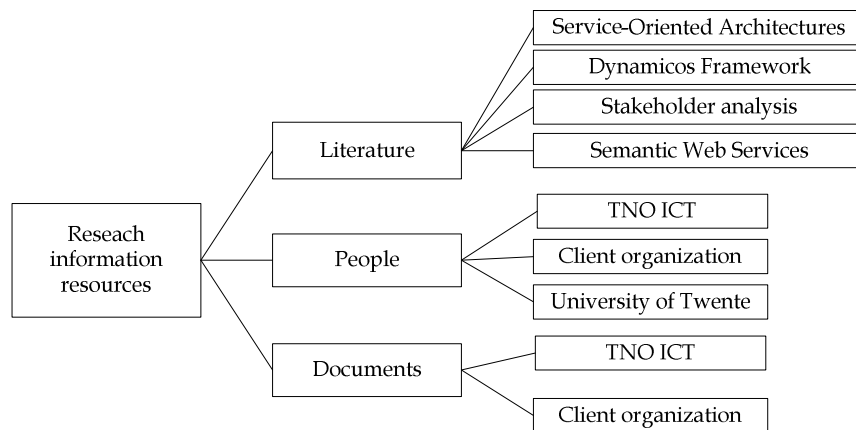 Service-Oriented Architectures
Dynamicos Framework
Stakeholder analysis
Semantic Web Services
Literature
Reseach
information
resources
People
TNO ICT
Client organization
University of Twente
Documents
TNO ICT
Client organization